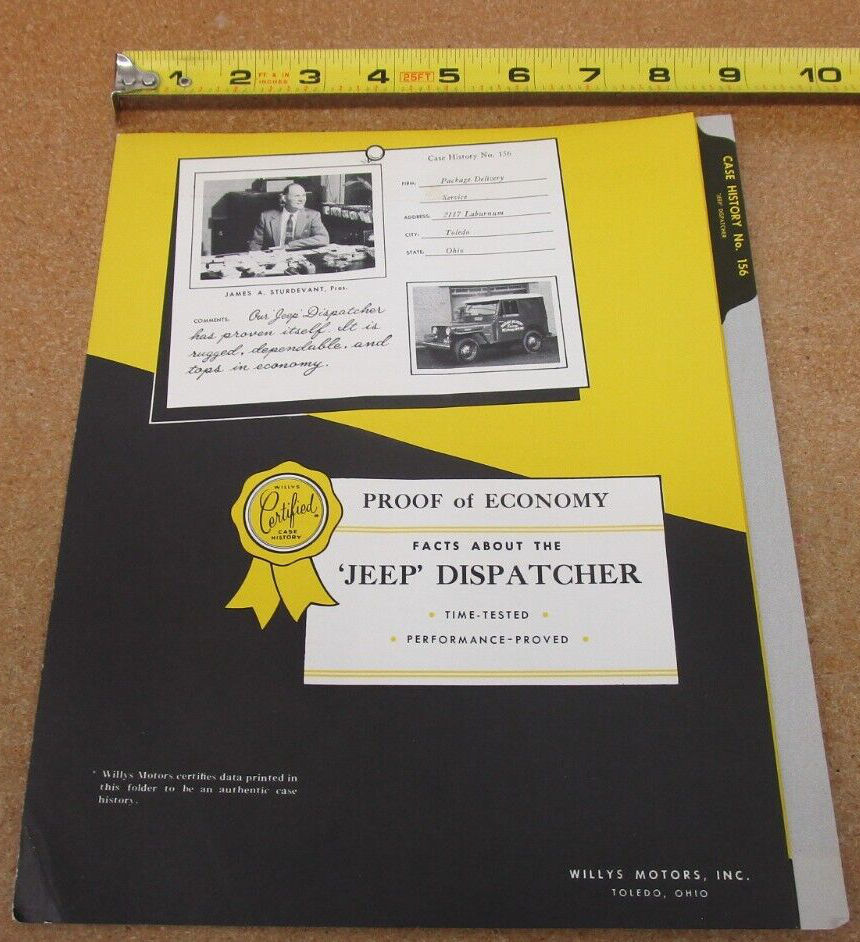 1 2 FT. & IN INCHES 3 4 25FT 5 6 7 8 9 10
Case History No. 156
FIRM: Package Delivery
Service
ADDRESS: 2117 Laburnum
CITY: Toledo
STATE: Ohio
JAMES A. STURDEVANT, Pres.
COMMENTS: Our 'Jeep' Dispatcher
has proven itself. It is
rugged, dependable, and
tops in economy.
CASE HISTORY No. 156
'JEEP' DISPATCHER
WILLYS
Certified*
CASE
HISTORY
PROOF of ECONOMY
FACTS ABOUT THE
'JEEP' DISPATCHER
• TIME-TESTED •
• PERFORMANCE-PROVED •
* Willys Motors certifies data printed in
this folder to be an authentic case
history.
WILLYS MOTORS, INC.
TOLEDO, OHIO